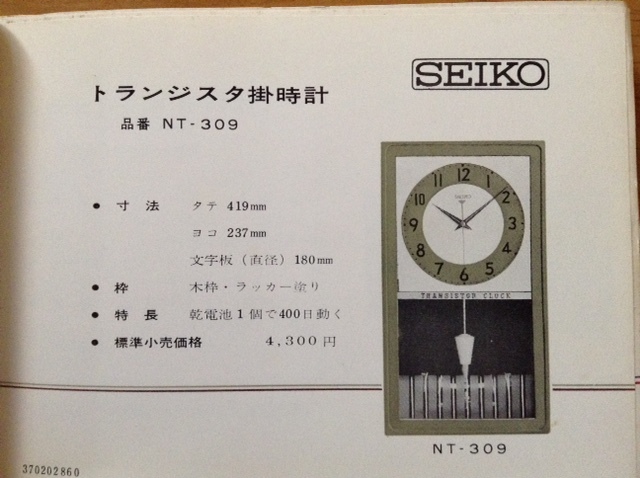 SEIKO
トランジスタ掛時計
品番 NT-309
● 寸法 タテ 419mm
ヨコ 237mm
文字板(直径)180mm
● 枠 木枠・ラッカー塗り
● 特長 乾電池1個で400日動く
● 標準小売価格 4,300円
12
1
2
3
4
5
6
7
8
9
10
11
SEIKO
TRANSISTOR CLOCK
NT-309
370202860